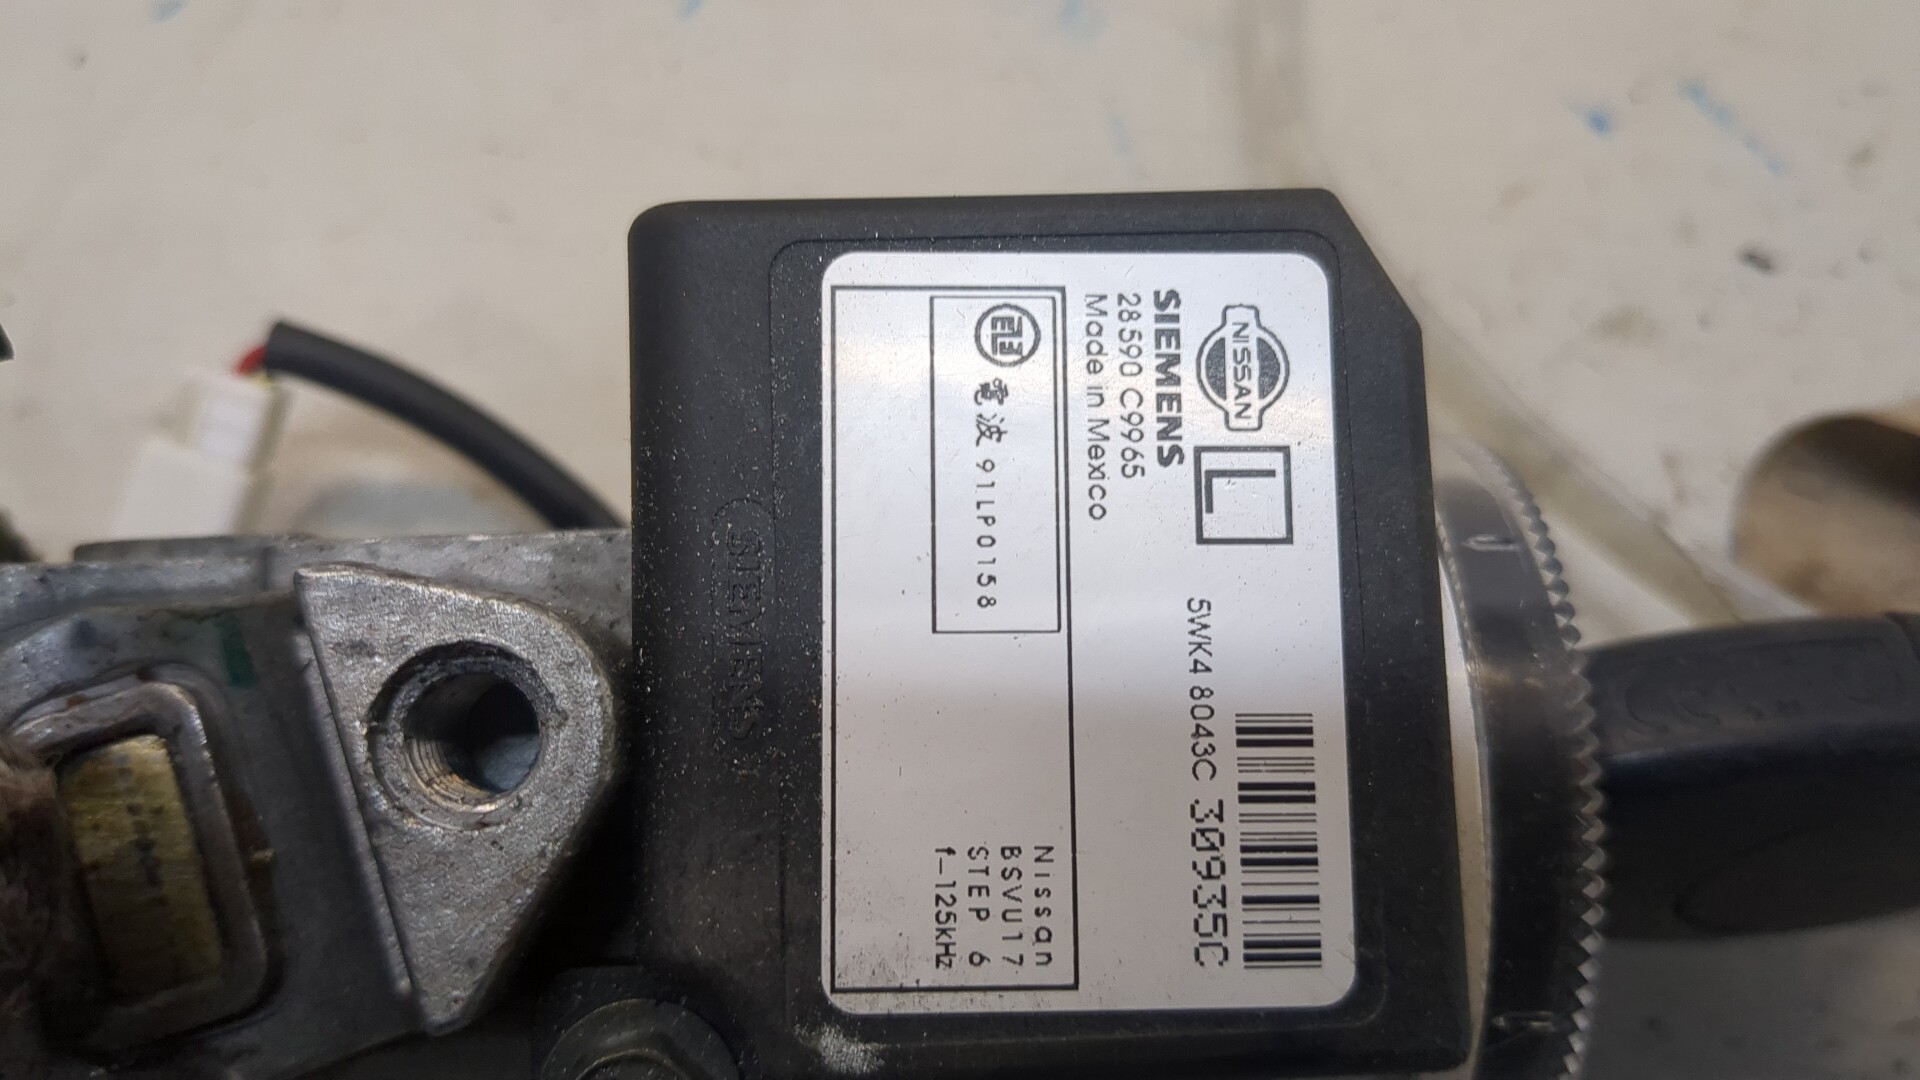 NISSAN
L
SIEMENS
28590 C9965
Made in Mexico
5WK4 8043C 30935C
電波 91LP0158
Nissan
BSVU17
STEP 6
f-125kHz
SIEMENS